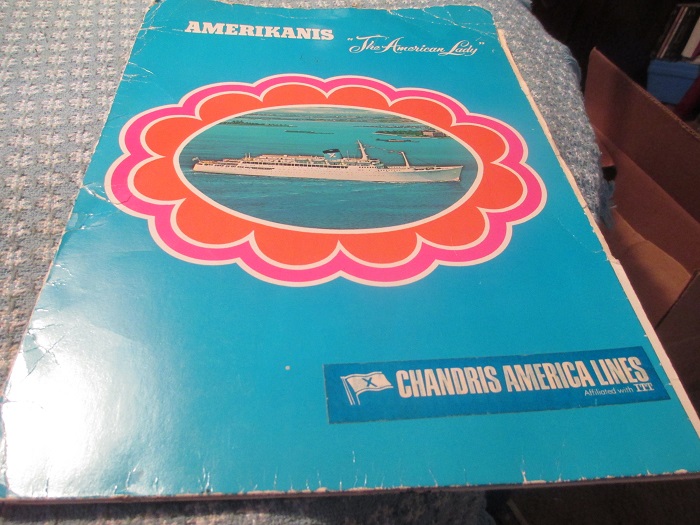 AMERIKANIS
"The American Lady"
X
CHANDRIS AMERICA LINES
Affiliated with ITT